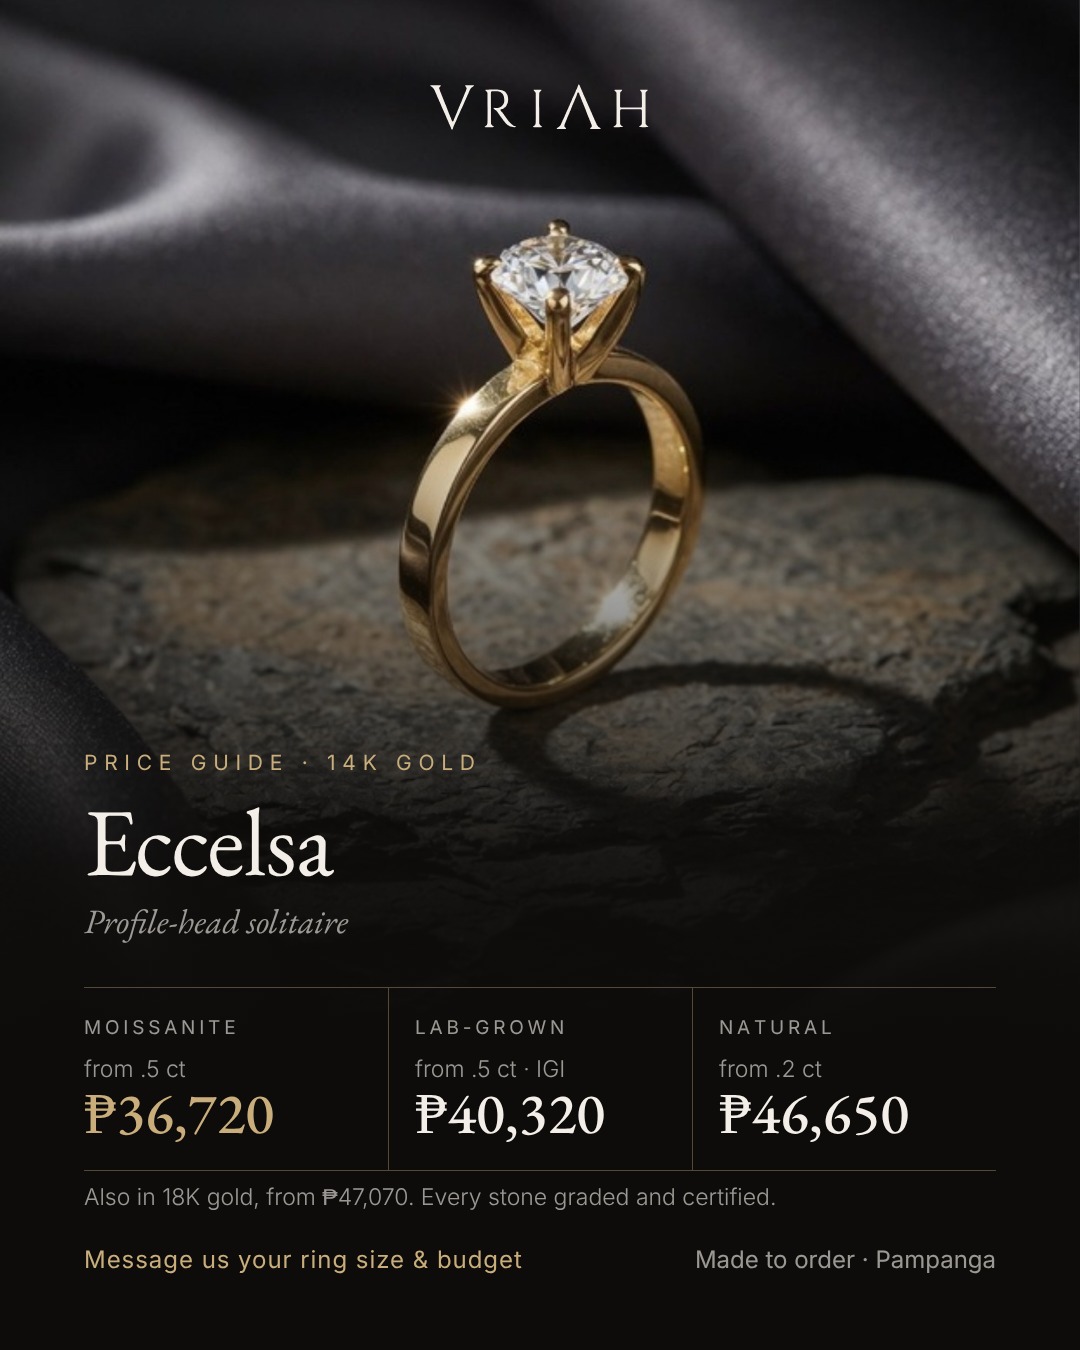 VRIAH
PRICE GUIDE · 14K GOLD
Eccelsa
Profile-head solitaire
MOISSANITE
from .5 ct
₱36,720
LAB-GROWN
from .5 ct · IGI
₱40,320
NATURAL
from .2 ct
₱46,650
Also in 18K gold, from ₱47,070. Every stone graded and certified.
Message us your ring size & budget
Made to order · Pampanga